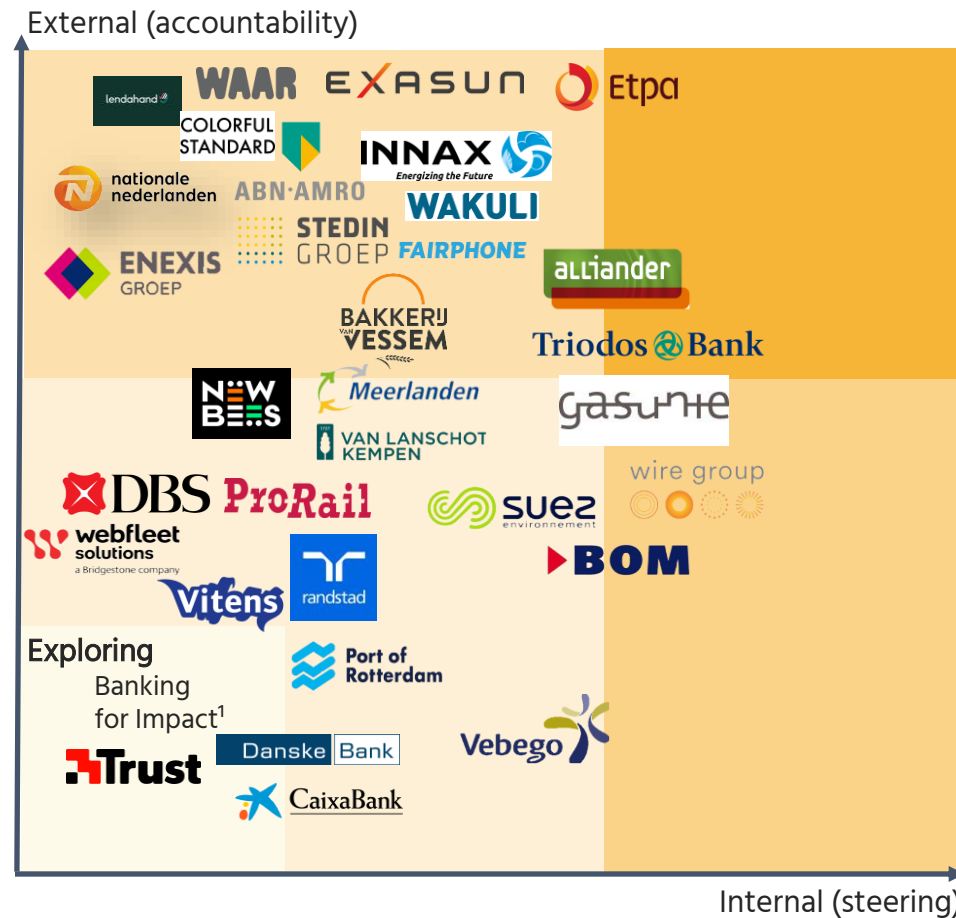 External (accountability)
lendahand
WAAR
EXASUN
Etpa
COLORFUL
STANDARD
INNAX
Energizing the Future
nationale
nederlanden
ABN·AMRO
WAKULI
STEDIN
GROEP
FAIRPHONE
ENEXIS
GROEP
alliander
BAKKERIJ
VAN VESSEM
Triodos Bank
NEW
BEES
Meerlanden
gasunie
VAN LANSCHOT
KEMPEN
wire group
DBS
ProRail
suez
environnement
webfleet
solutions
a Bridgestone company
BOM
Vitens
randstad
Exploring
Port of
Rotterdam
Banking
for Impact¹
Trust
Danske Bank
Vebego
CaixaBank
Internal (steering)